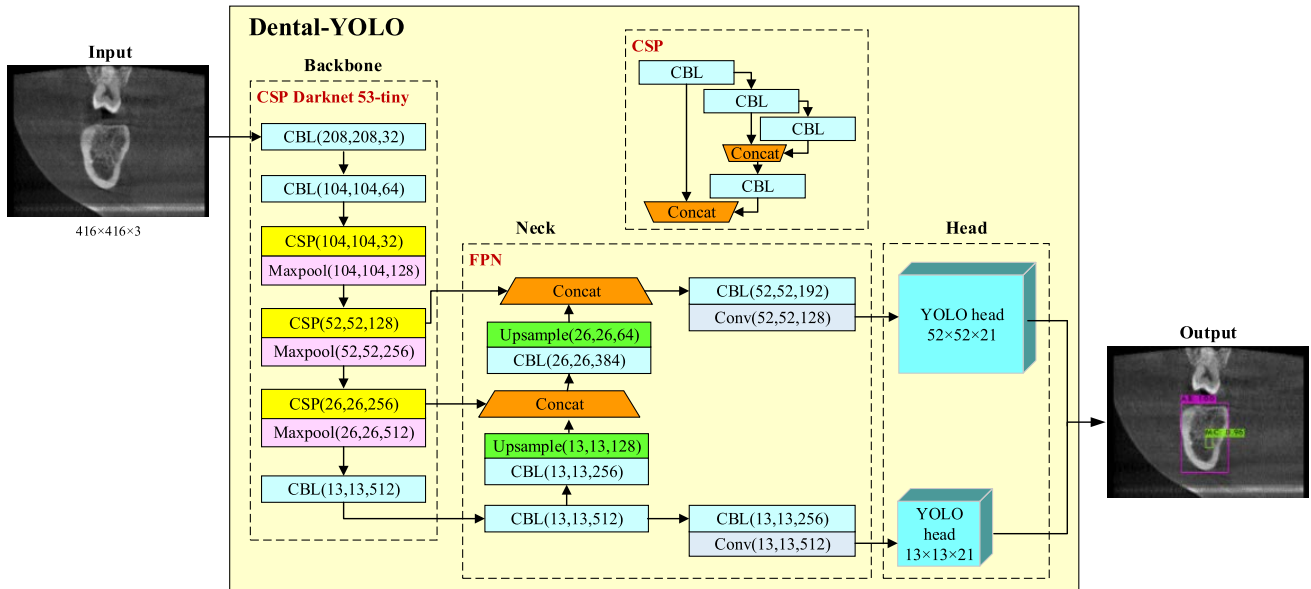 Dental-YOLO
Input
416×416×3
Backbone
CSP Darknet 53-tiny
CBL(208,208,32)
CBL(104,104,64)
CSP(104,104,32)
Maxpool(104,104,128)
CSP(52,52,128)
Maxpool(52,52,256)
CSP(26,26,256)
Maxpool(26,26,512)
CBL(13,13,512)
CSP
CBL
CBL
CBL
Concat
CBL
Concat
Neck
FPN
Concat
Upsample(26,26,64)
CBL(26,26,384)
Concat
Upsample(13,13,128)
CBL(13,13,256)
CBL(13,13,512)
CBL(52,52,192)
Conv(52,52,128)
CBL(13,13,256)
Conv(13,13,512)
Head
YOLO head
52×52×21
YOLO
head
13×13×21
Output